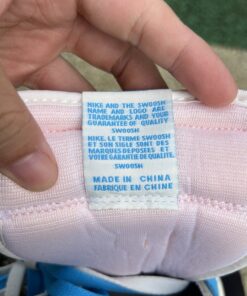 NIKE AND THE SWOOSH
NAME AND LOGO ARE
TRADEMARKS AND YOUR
GUARANTEE OF QUALITY
SWOOSH
NIKE, LE TERME SWOOSH
ET SON SIGLE SONT DES
MARQUES DEPOSEES ET
VOTRE GARANTIE DE QUALITE.
SWOOSH
MADE IN CHINA
FABRIQUE EN CHINE